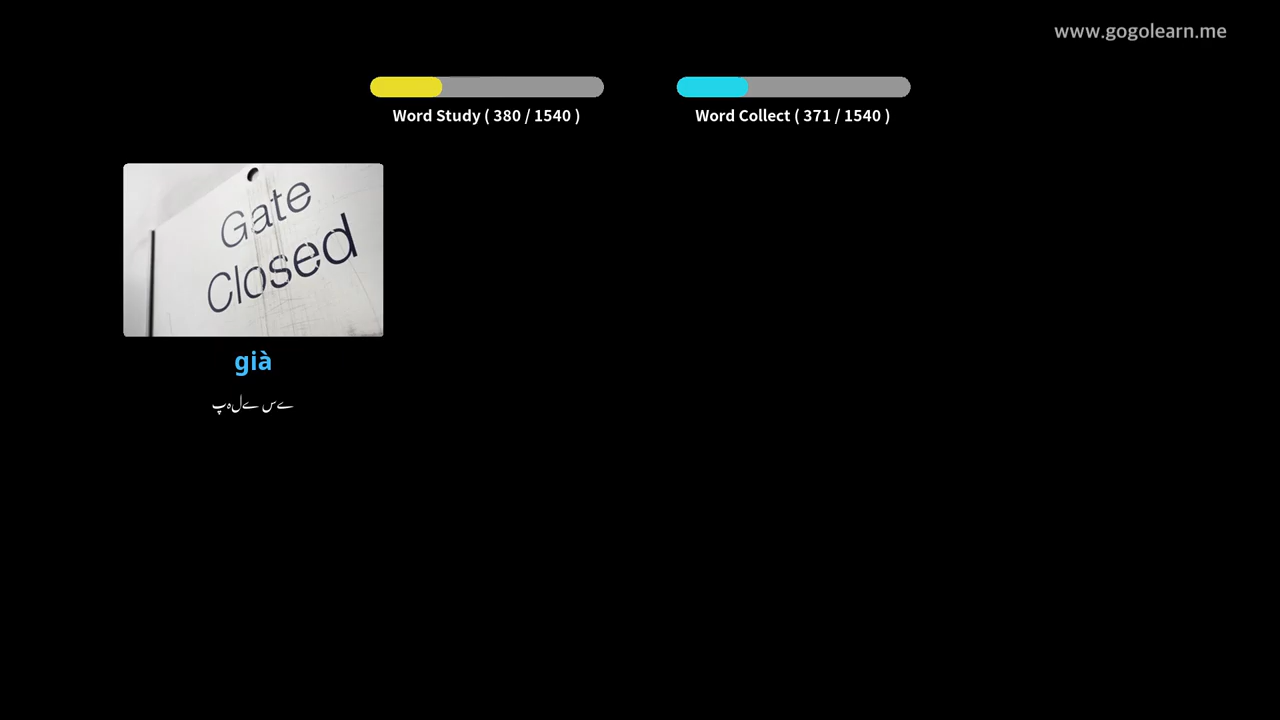 www.gogolearn.me
Word Study ( 380 / 1540 )
Word Collect ( 371 / 1540 )
Gate
Closed
già
پہلے سے